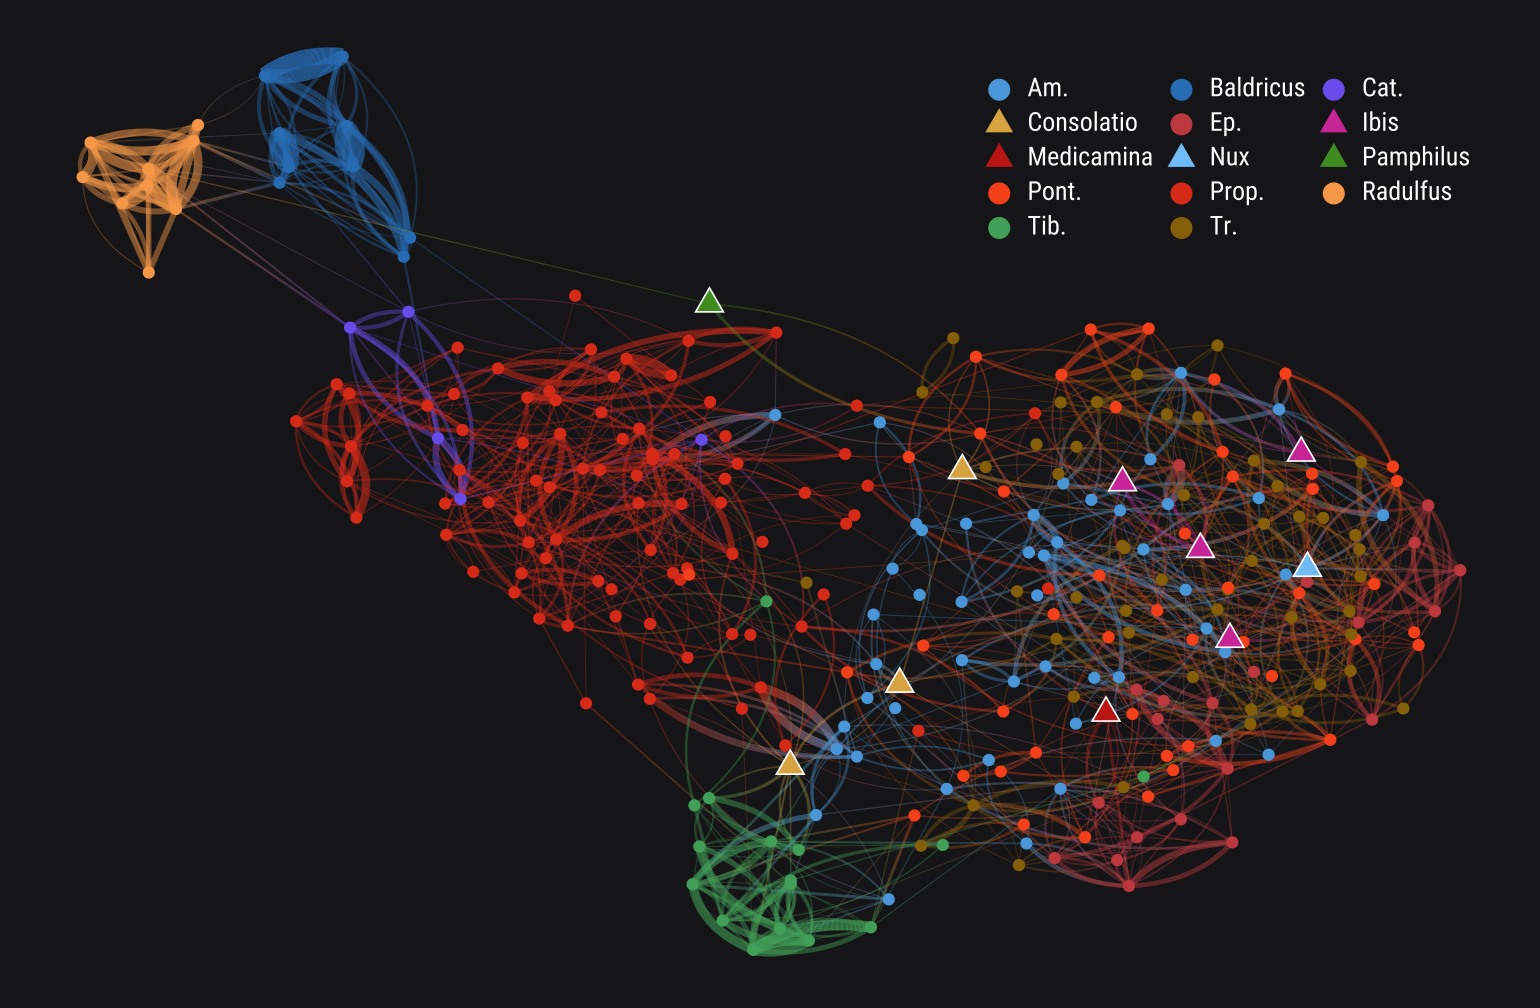 Am. Baldricus Cat.
Consolatio Ep. Ibis
Medicamina Nux Pamphilus
Pont. Prop. Radulfus
Tib. Tr.